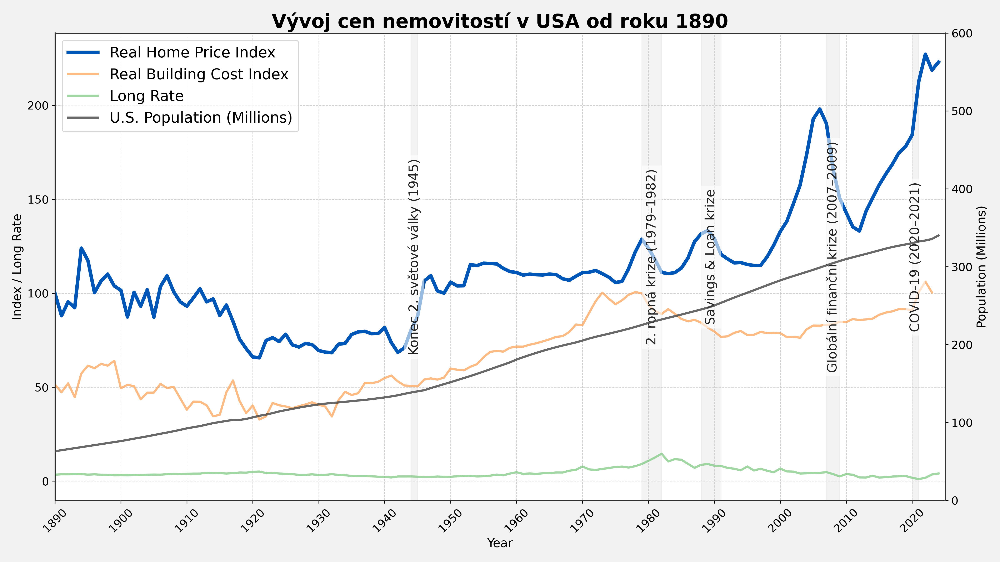 Vývoj cen nemovitostí v USA od roku 1890
Real Home Price Index
Real Building Cost Index
Long Rate
U.S. Population (Millions)
Index / Long Rate
200
150
100
50
0
Konec 2. světové války (1945)
2. ropná krize (1979–1982)
Savings & Loan krize
Globální finanční krize (2007–2009)
COVID-19 (2020–2021)
600
500
400
300
200
100
0
Population (Millions)
1890
1900
1910
1920
1930
1940
1950
1960
1970
1980
1990
2000
2010
2020
Year